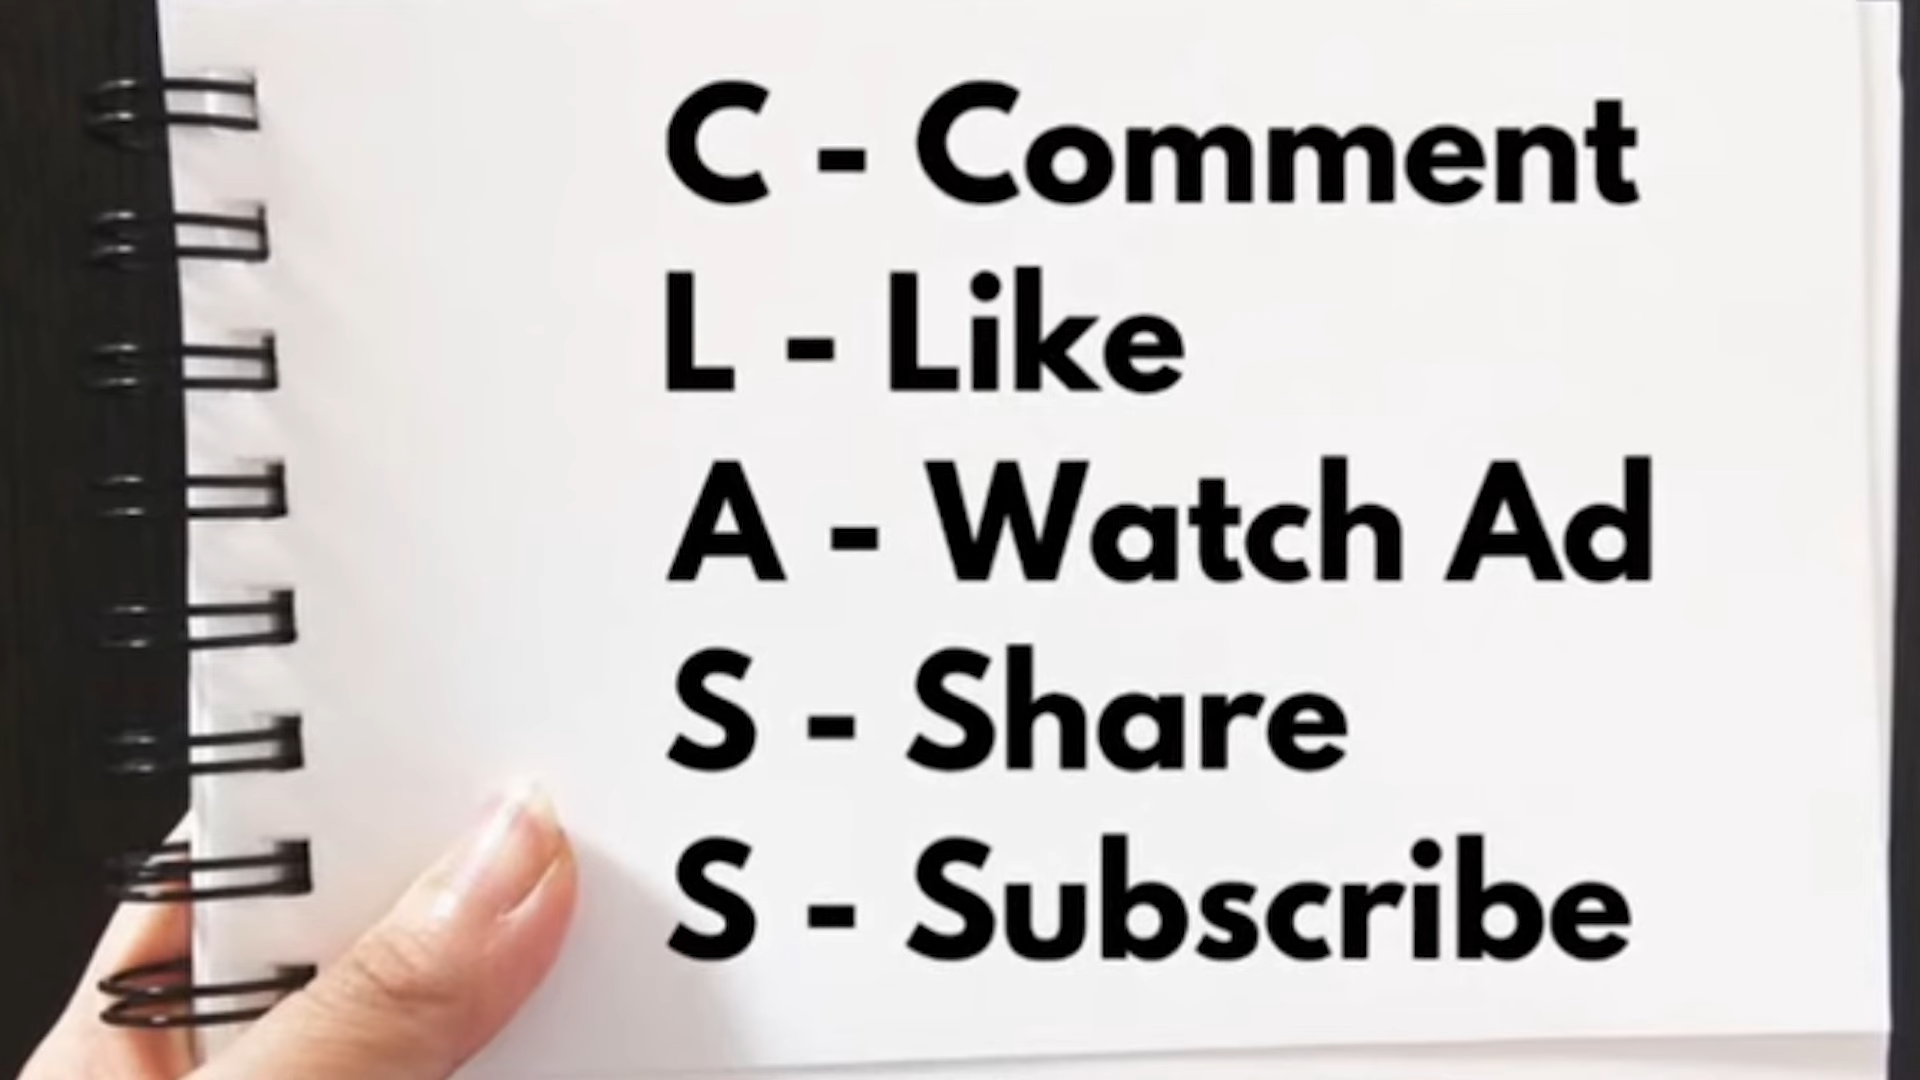 C - Comment
L - Like
A - Watch Ad
S - Share
S - Subscribe